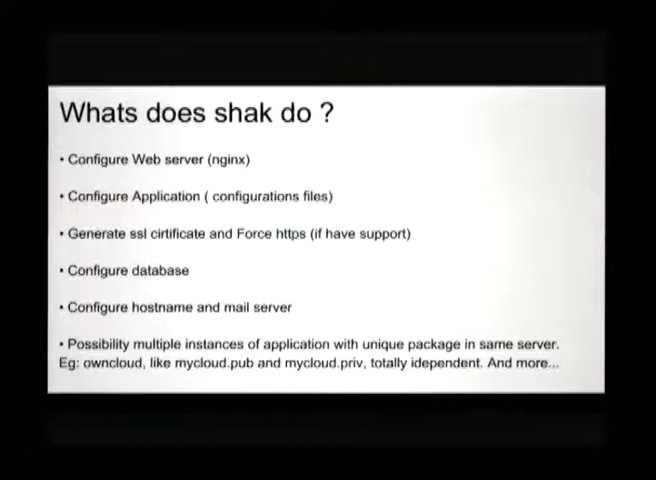 Whats does shak do ?
• Configure Web server (nginx)
• Configure Application ( configurations files)
• Generate ssl cirtificate and Force https (if have support)
• Configure database
• Configure hostname and mail server
• Possibility multiple instances of application with unique package in same server.
Eg: owncloud, like mycloud.pub and mycloud.priv, totally idependent. And more...